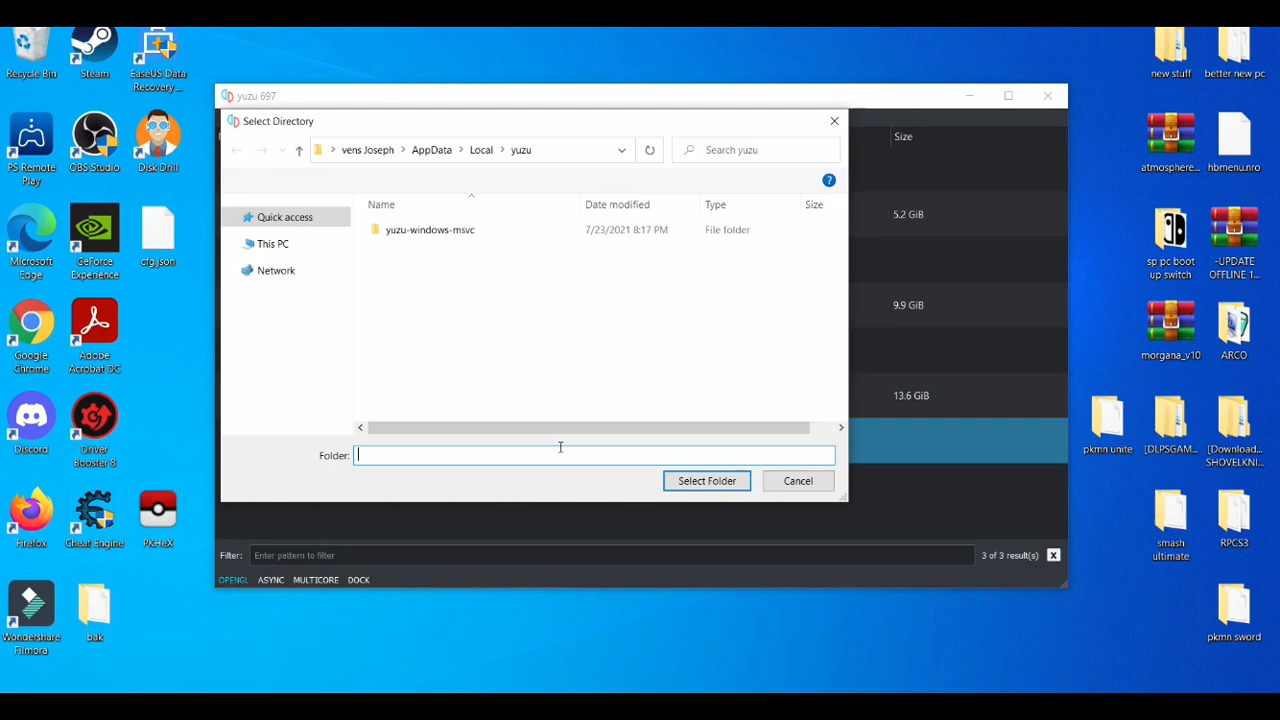 Recycle Bin
Steam
EaseUS Data
Recovery ...
PS Remote
Play
OBS Studio
Disk Drill
Microsoft
Edge
GeForce
Experience
cfg.json
Google
Chrome
Adobe
Acrobat DC
Discord
Driver
Booster 8
Firefox
Cheat Engine
PKHeX
Wondershare
Filmora
bak
yuzu 697
Select Directory
vens Joseph > AppData > Local > yuzu
Search yuzu
Size
Name
Date modified
Type
Size
Quick access
This PC
Network
yuzu-windows-msvc
7/23/2021 8:17 PM
File folder
5.2 GiB
9.9 GiB
13.6 GiB
Folder:
Select Folder
Cancel
Filter:
Enter pattern to filter
3 of 3 result(s)
X
OPENGL
ASYNC
MULTICORE
DOCK
new stuff
better new pc
atmosphere...
hbmenu.nro
sp pc boot
up switch
-UPDATE
OFFLINE 1...
morgana_v10
ARCO
pkmn unite
[DLPSGAM...
[Download...
SHOVELKNI...
smash
ultimate
RPCS3
pkmn sword